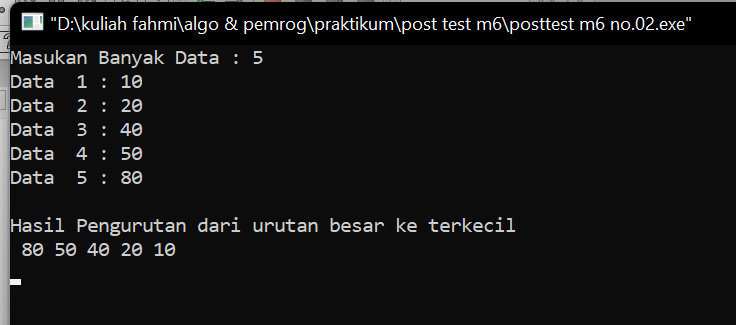 "D:\kuliah fahmi\algo & pemrog\praktikum\post test m6\posttest m6 no.02.exe"
Masukan Banyak Data : 5
Data  1 : 10
Data  2 : 20
Data  3 : 40
Data  4 : 50
Data  5 : 80
Hasil Pengurutan dari urutan besar ke terkecil
 80 50 40 20 10